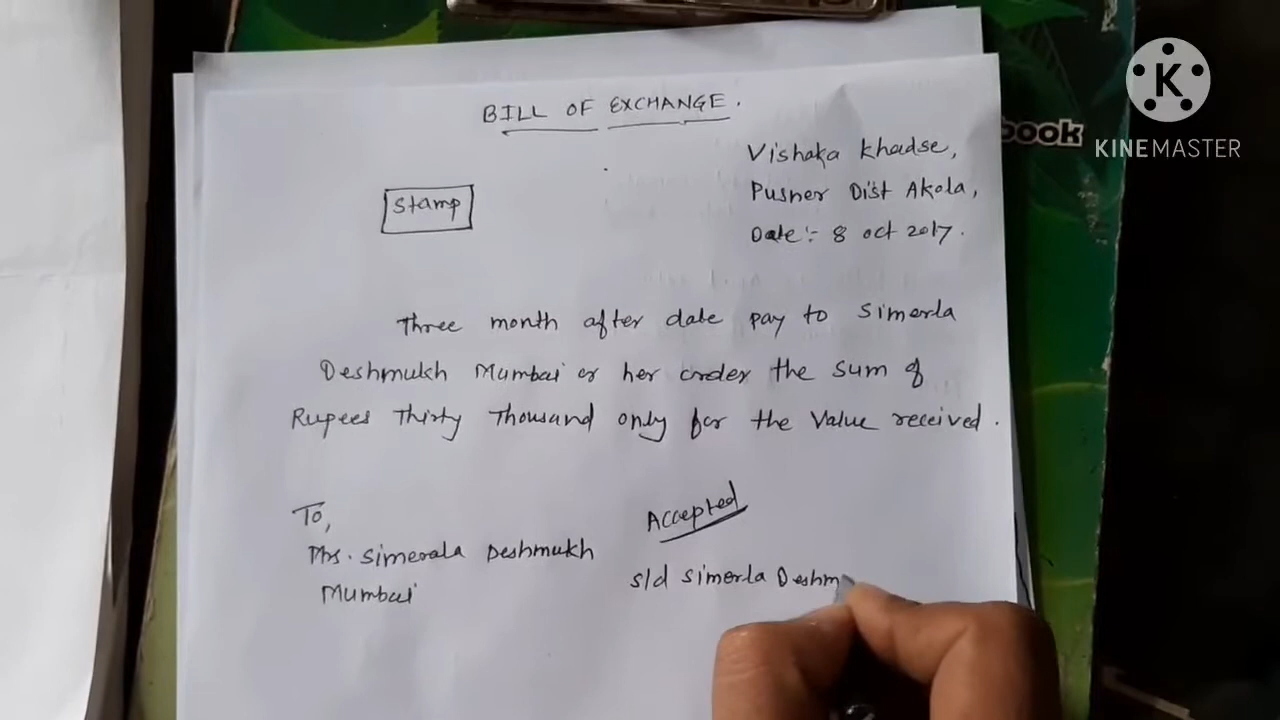 BILL OF EXCHANGE.
Vishaka Khadse,
Pusner Dist Akola,
Date:- 8 oct 2017.
Stamp
Three month after date pay to Simerla
Deshmukh Mumbai or her order the sum of
Rupees Thirty Thousand only for the value received.
To,
Mrs. Simerala Deshmukh
Mumbai
Accepted
s/d Simerla Deshm
book
K
KINEMASTER